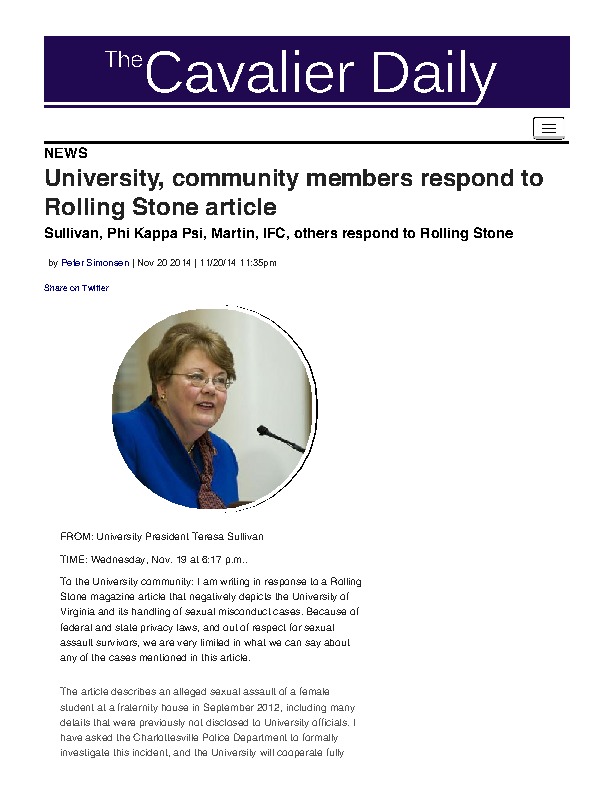 The Cavalier Daily
NEWS
University, community members respond to
Rolling Stone article
Sullivan, Phi Kappa Psi, Martin, IFC, others respond to Rolling Stone
by Peter Simonsen | Nov 20 2014 | 11/20/14 11:35pm
Share on Twitter
FROM: University President Teresa Sullivan
TIME: Wednesday, Nov. 19 at 6:17 p.m..
To the University community: I am writing in response to a Rolling
Stone magazine article that negatively depicts the University of
Virginia and its handling of sexual misconduct cases. Because of
federal and state privacy laws, and out of respect for sexual
assault survivors, we are very limited in what we can say about
any of the cases mentioned in this article.
The article describes an alleged sexual assault of a female
student at a fraternity house in September 2012, including many
details that were previously not disclosed to University officials. I
have asked the Charlottesville Police Department to formally
investigate this incident, and the University will cooperate fully